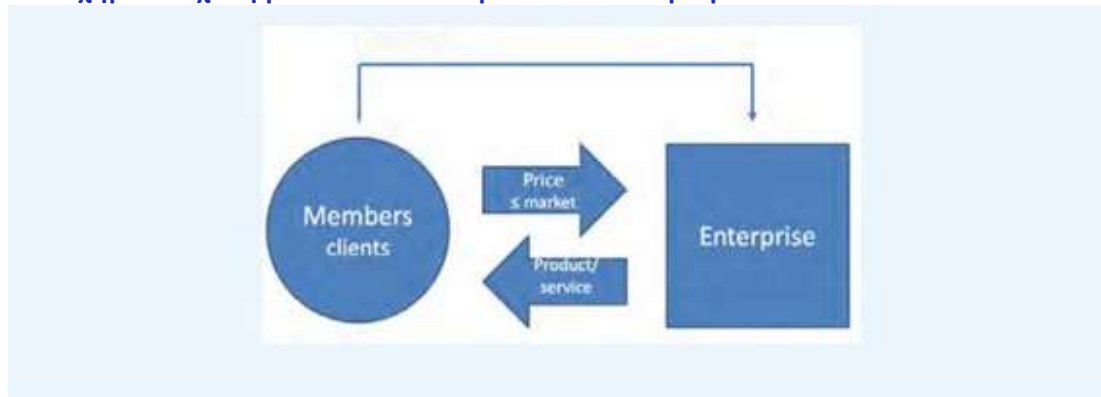 Price
≤ market
Members
clients
Enterprise
Product/
service